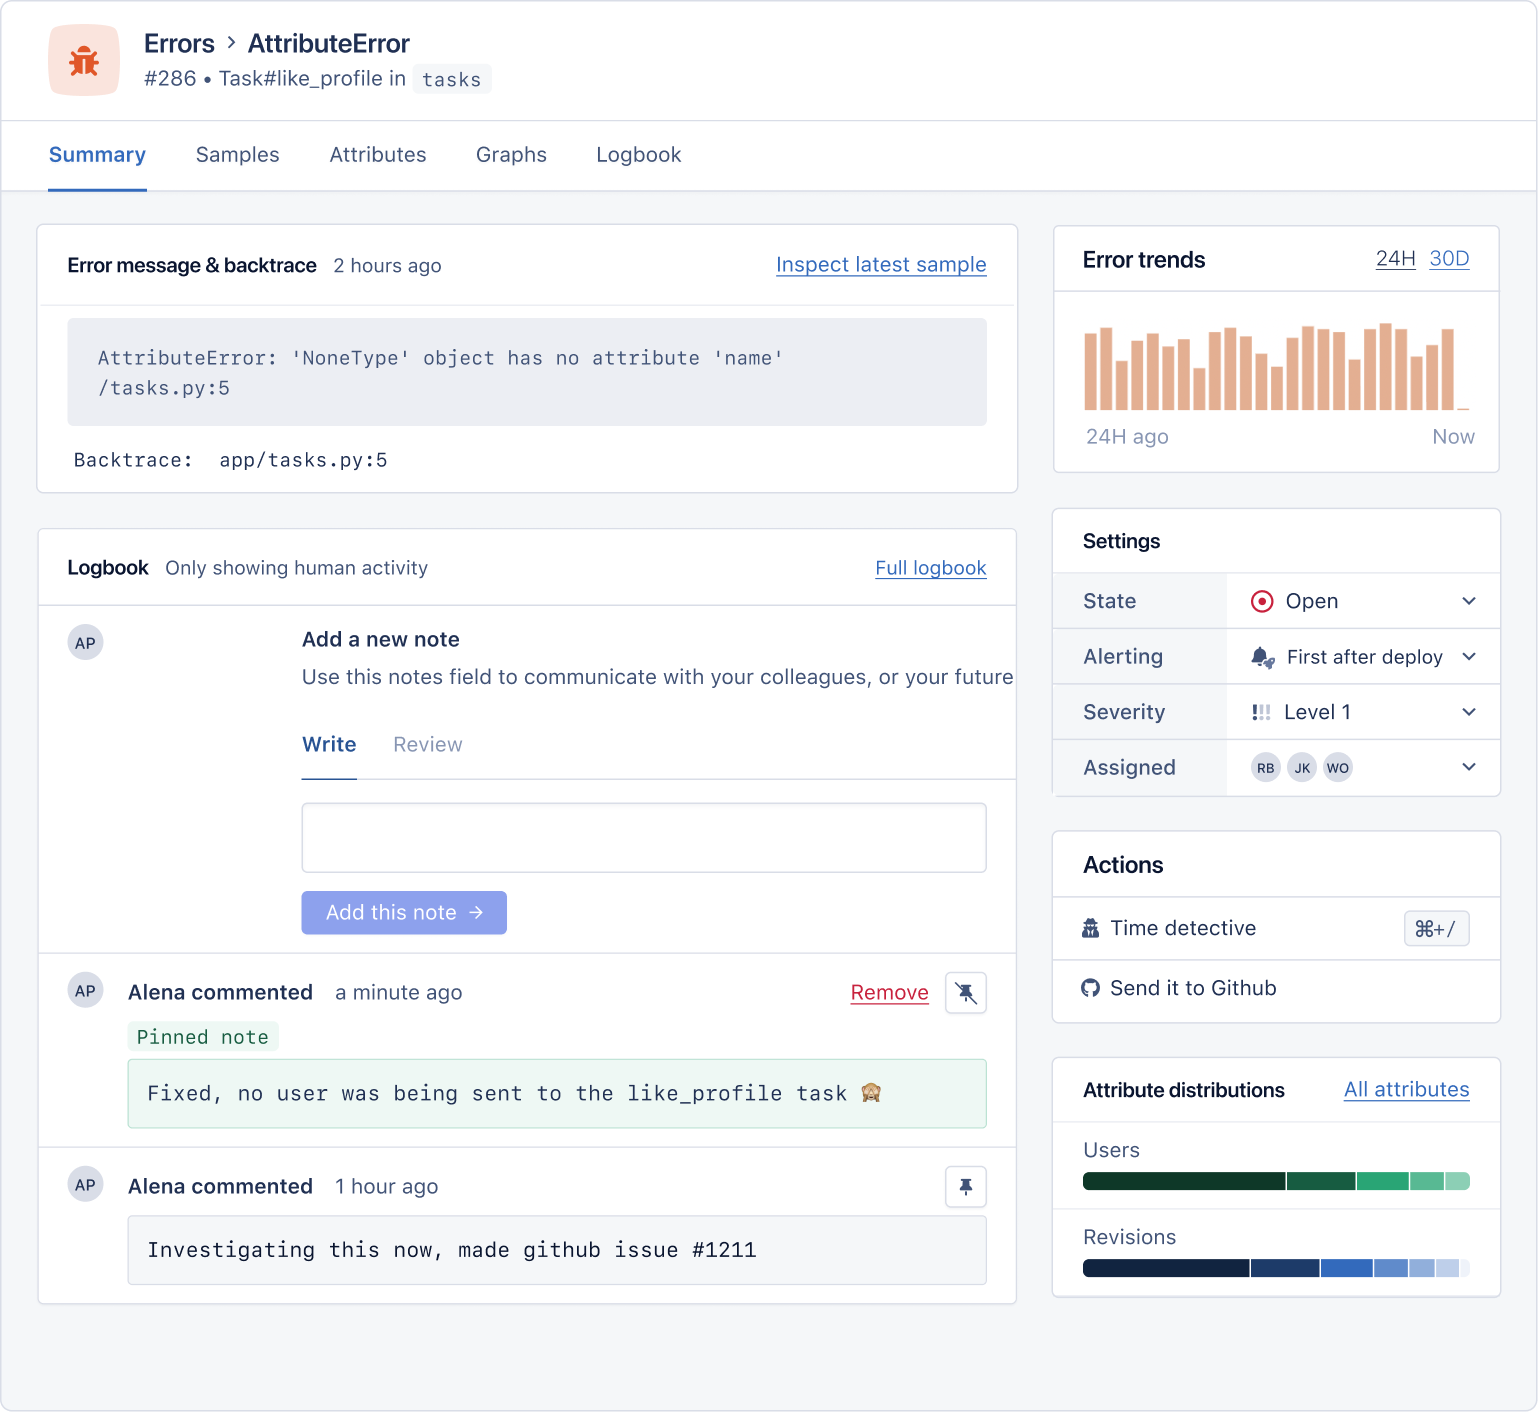 Errors › AttributeError
#286 • Task#like_profile in tasks
Summary Samples Attributes Graphs Logbook
Error message & backtrace 2 hours ago Inspect latest sample
AttributeError: 'NoneType' object has no attribute 'name'
/tasks.py:5
Backtrace: app/tasks.py:5
Logbook Only showing human activity Full logbook
AP
Add a new note
Use this notes field to communicate with your colleagues, or your future
Write Review
Add this note →
AP Alena commented a minute ago Remove
Pinned note
Fixed, no user was being sent to the like_profile task 🙈
AP Alena commented 1 hour ago
Investigating this now, made github issue #1211
Error trends 24H 30D
24H ago Now
Settings
State Open
Alerting First after deploy
Severity Level 1
Assigned RB JK WO
Actions
Time detective ⌘+/
Send it to Github
Attribute distributions All attributes
Users
Revisions